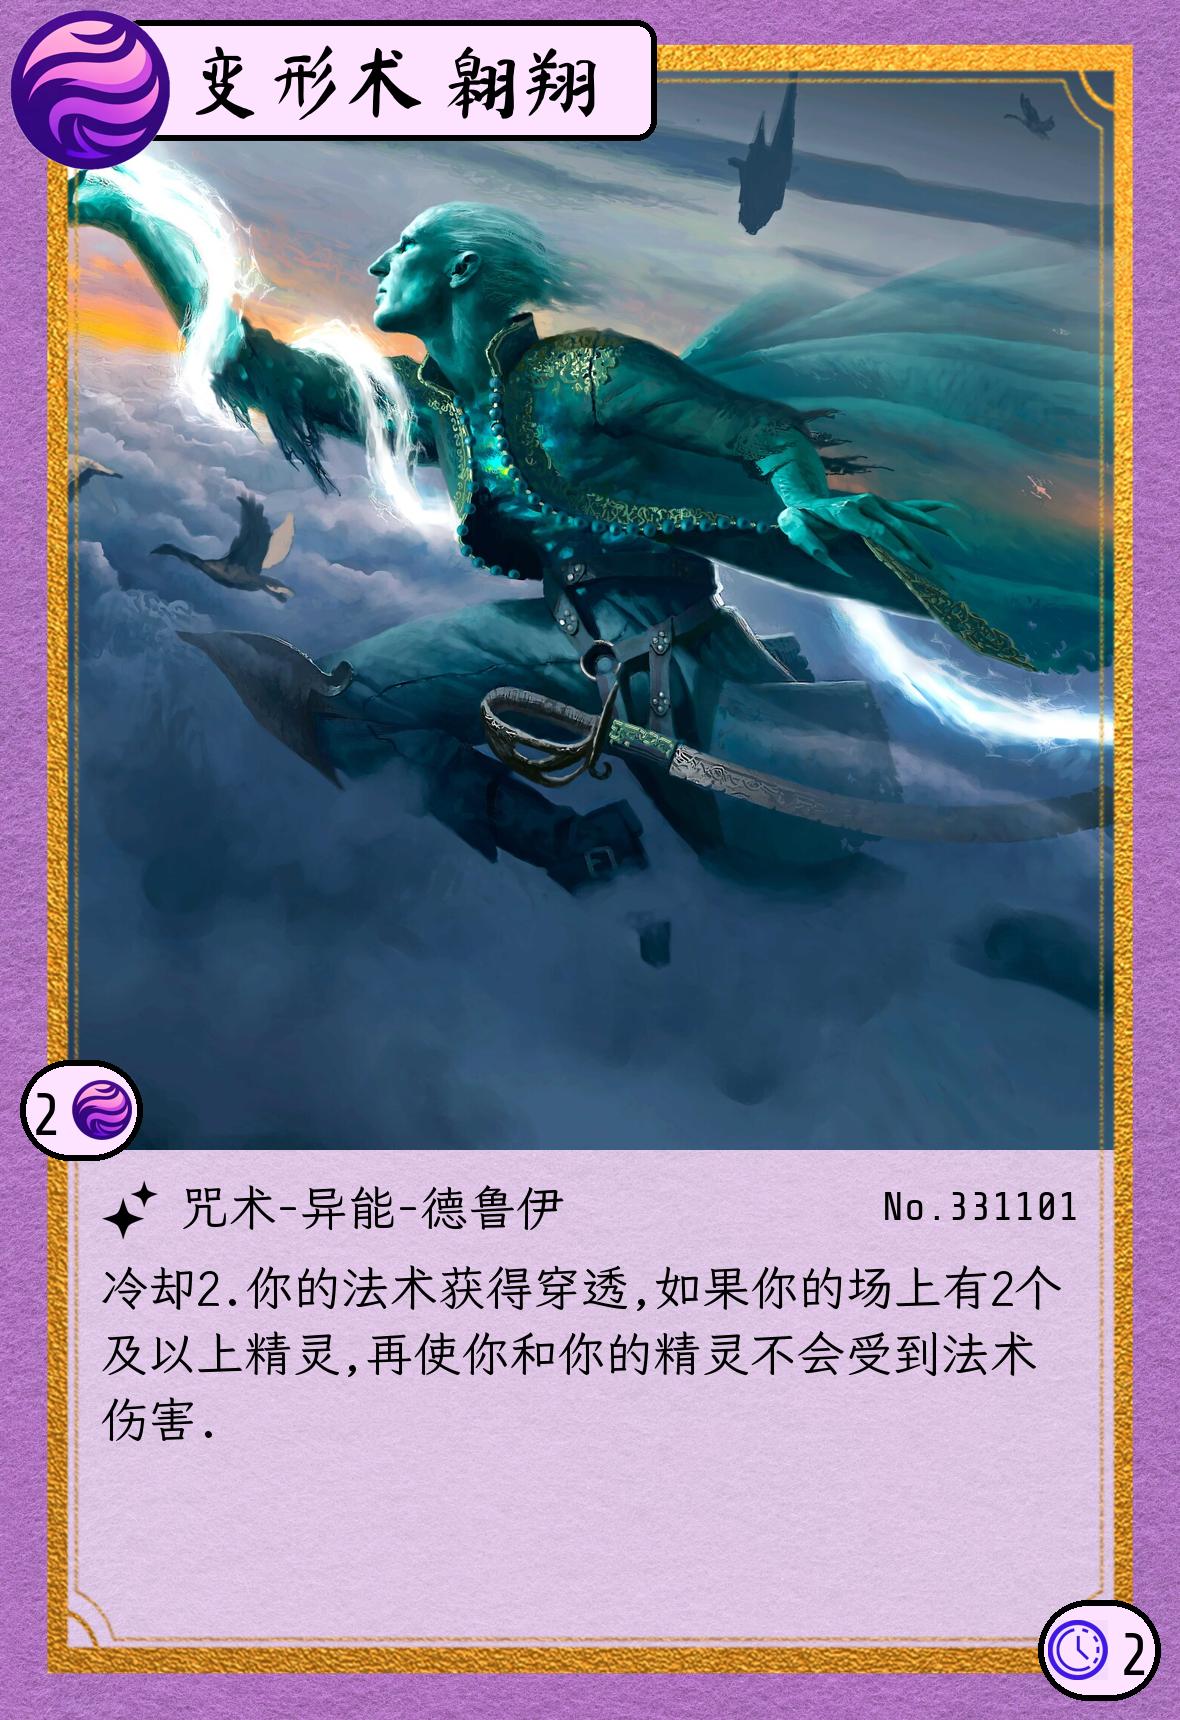 变形术 翱翔
2
咒术-异能-德鲁伊
No.331101
冷却2.你的法术获得穿透,如果你的场上有2个
及以上精灵,再使你和你的精灵不会受到法术
伤害.
2